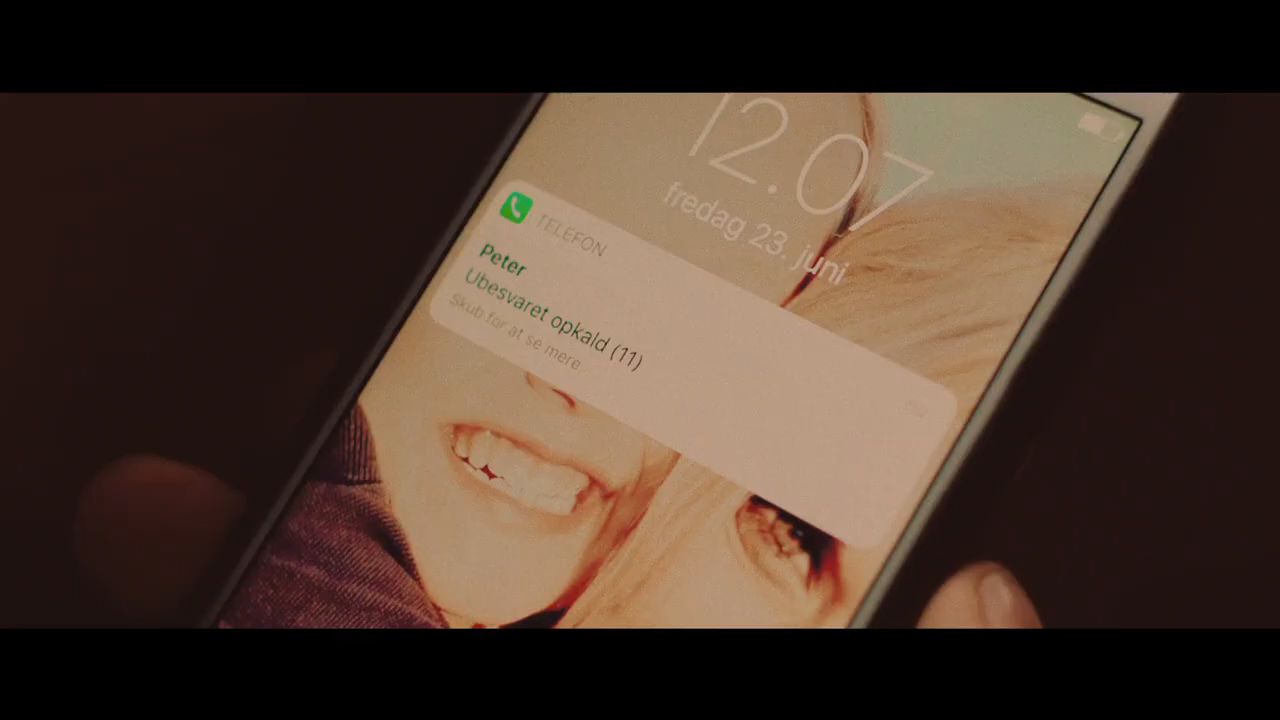 12.07
fredag 23. juni
TELEFON
Peter
Ubesvaret opkald (11)
Skub for at se mere